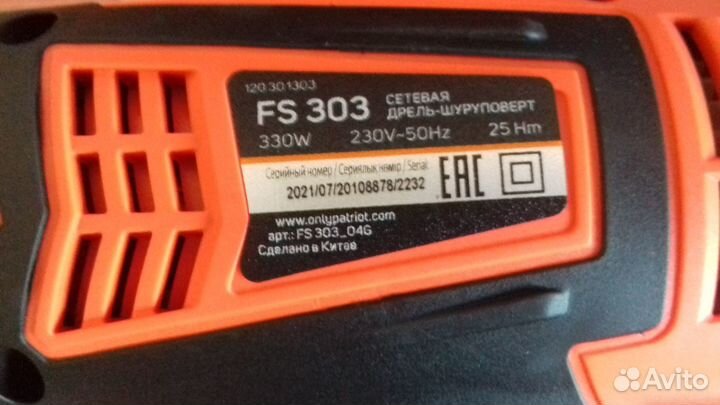 120 30 1303
FS 303 СЕТЕВАЯ ДРЕЛЬ-ШУРУПОВЕРТ
330W 230V~50Hz 25 Hm
Серийный номер / Сериялық нөмір / Serial
2021/07/20108878/2232
EAC
www.onlypatriot.com
арт.: FS 303_04G
Сделано в Китае
Avito